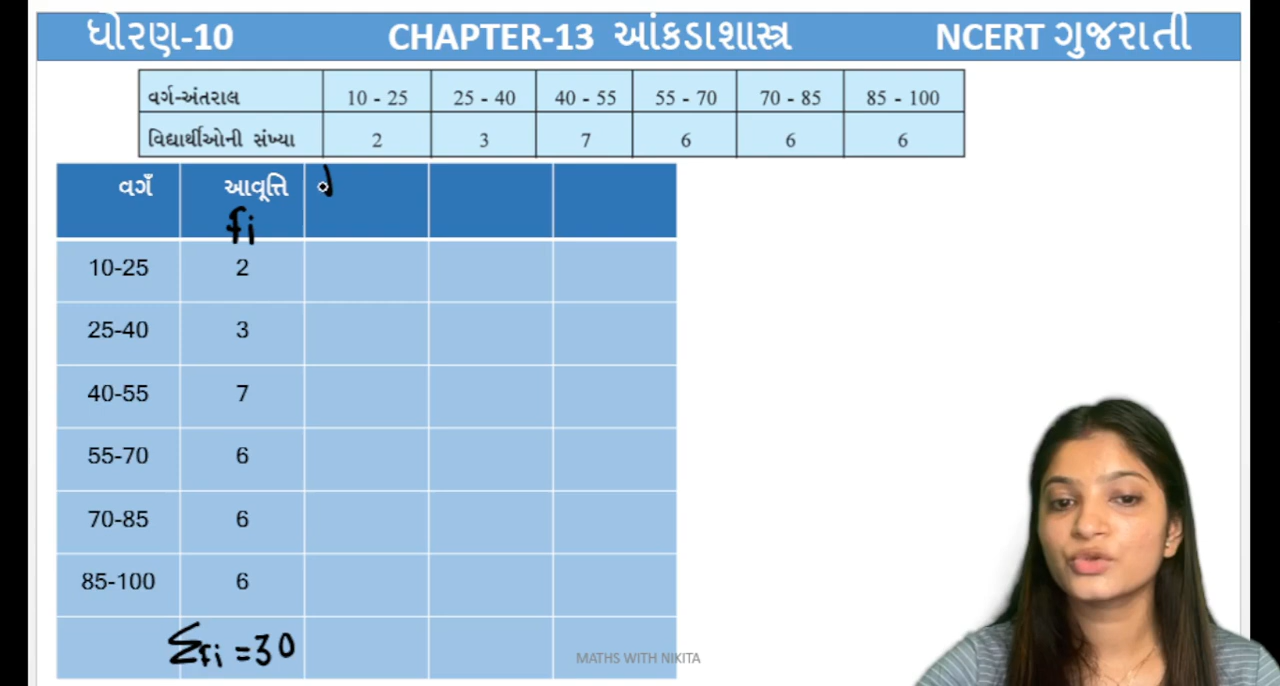 ધોરણ-10 CHAPTER-13 આંકડાશાસ્ત્ર NCERT ગુજરાતી
વર્ગ-અંતરાલ 10 - 25 25 - 40 40 - 55 55 - 70 70 - 85 85 - 100
વિદ્યાર્થીઓની સંખ્યા 2 3 7 6 6 6
વગઁ આવૃત્તિ
fi
10-25 2
25-40 3
40-55 7
55-70 6
70-85 6
85-100 6
Σfi = 30
MATHS WITH NIKITA